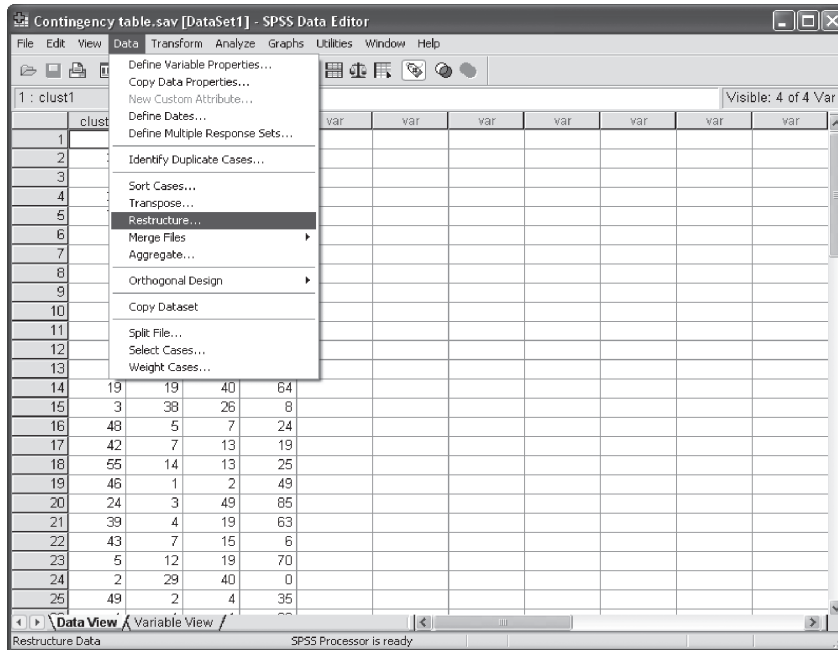 Contingency table.sav [DataSet1] - SPSS Data Editor
File Edit View Data Transform Analyze Graphs Utilities Window Help
1 : clust1
Visible: 4 of 4 Var
clust var var var var var var var
Define Variable Properties...
Copy Data Properties...
New Custom Attribute...
Define Dates...
Define Multiple Response Sets...
Identify Duplicate Cases...
Sort Cases...
Transpose...
Restructure...
Merge Files
Aggregate...
Orthogonal Design
Copy Dataset
Split File...
Select Cases...
Weight Cases...
1
2
3
4
5
6
7
8
9
10
11
12
13
14 19 19 40 64
15 3 38 26 8
16 48 5 7 24
17 42 7 13 19
18 55 14 13 25
19 46 1 2 49
20 24 3 49 85
21 39 4 19 63
22 43 7 15 6
23 5 12 19 70
24 2 29 40 0
25 49 2 4 35
Data View Variable View
Restructure Data SPSS Processor is ready